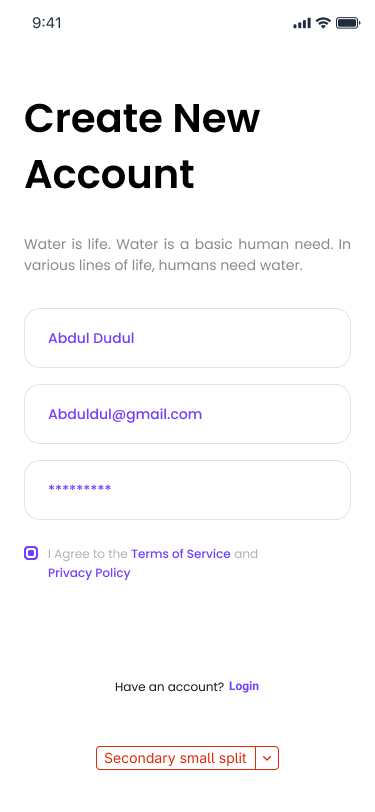 9:41
Create New
Account
Water is life. Water is a basic human need. In
various lines of life, humans need water.
Abdul Dudul
Abduldul@gmail.com
*********
I Agree to the Terms of Service and
Privacy Policy
Have an account? Login
Secondary small split